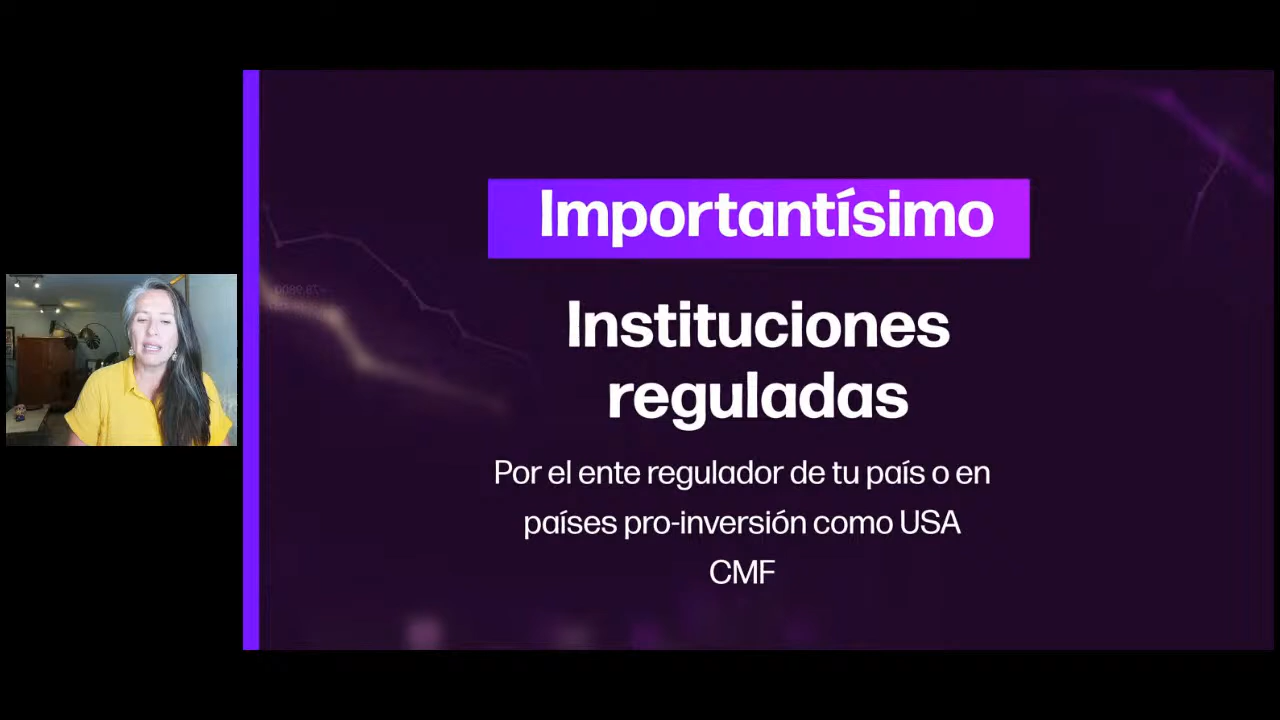 Importantísimo
Instituciones
reguladas
Por el ente regulador de tu país o en
países pro-inversión como USA
CMF